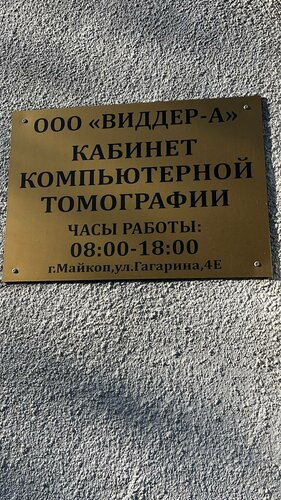 ООО «ВИДДЕР-А»
КАБИНЕТ
КОМПЬЮТЕРНОЙ
ТОМОГРАФИИ
ЧАСЫ РАБОТЫ:
08:00-18:00
г.Майкоп,ул.Гагарина,4Е